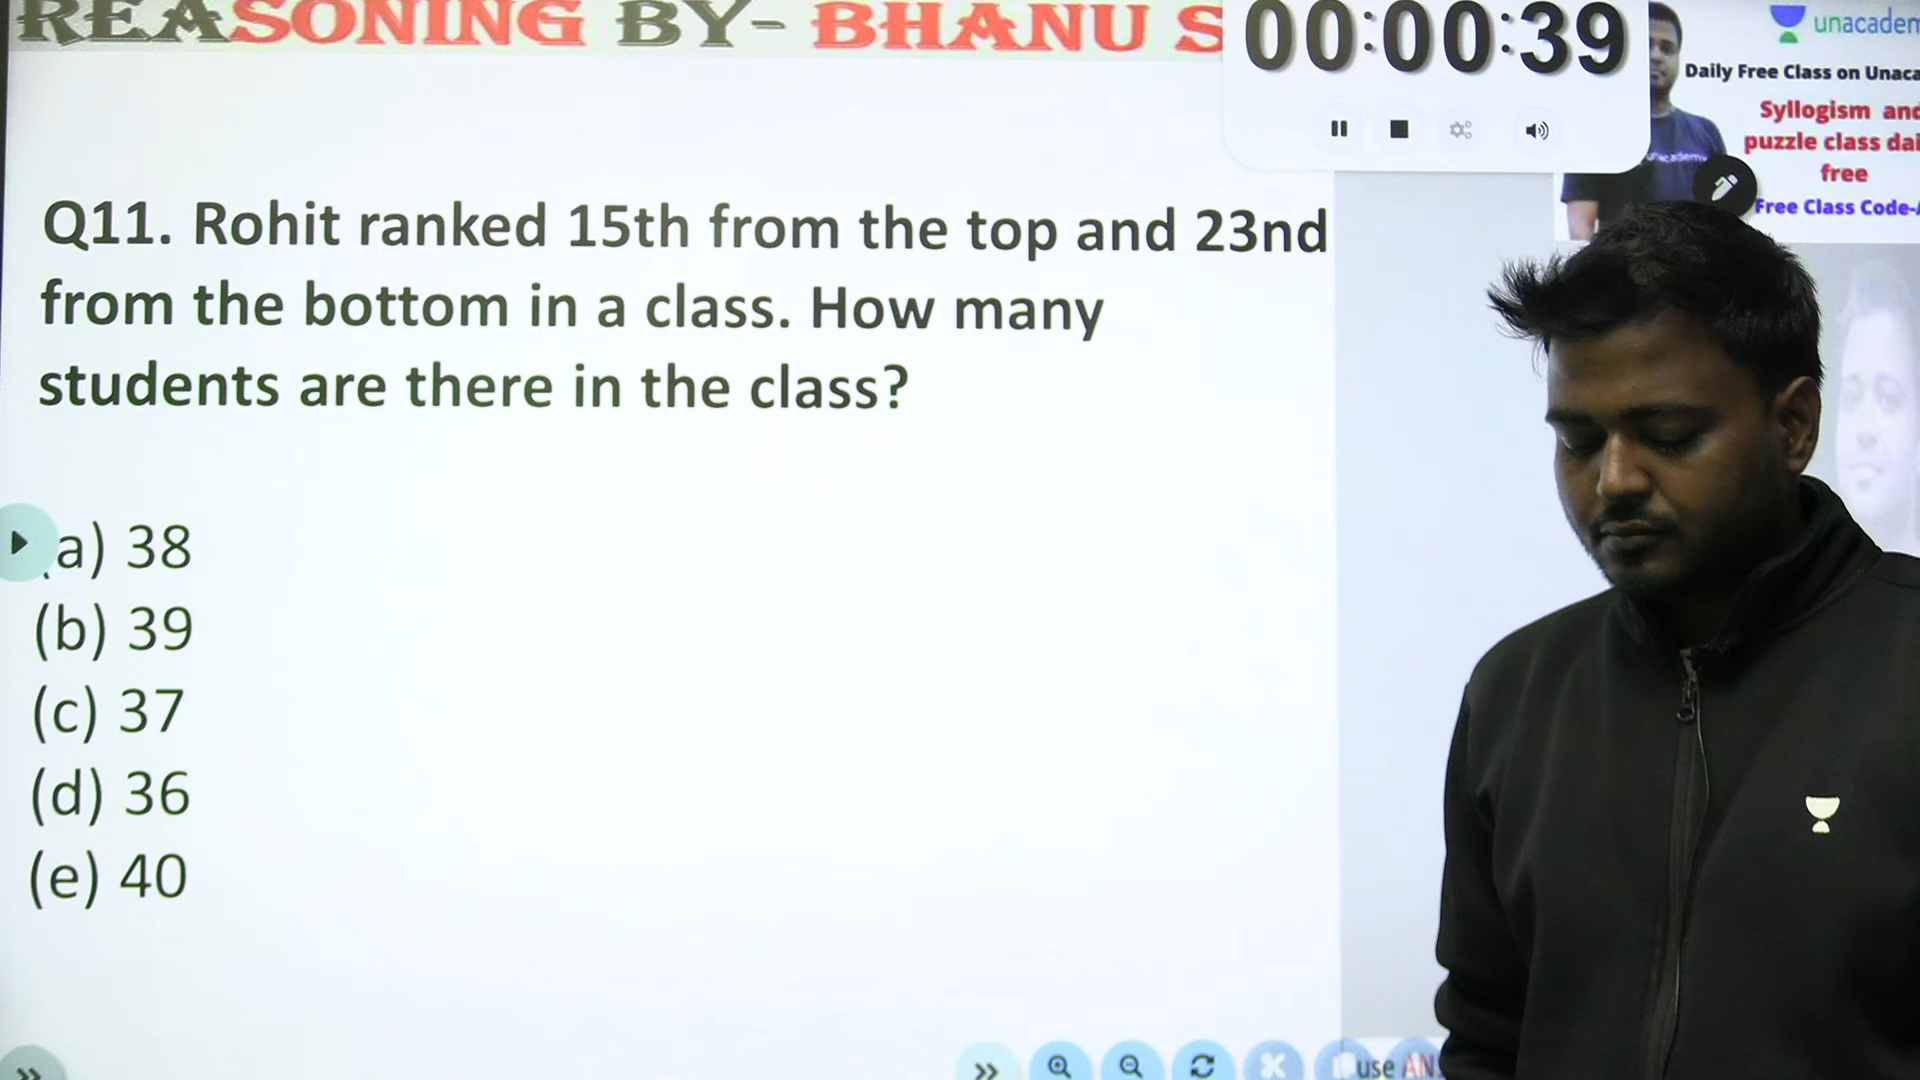 REASONING BY- BHANU S
00:00:39
unacadem
Daily Free Class on Unaca
Syllogism and
puzzle class dai
free
Free Class Code-A
Q11. Rohit ranked 15th from the top and 23nd
from the bottom in a class. How many
students are there in the class?
a) 38
(b) 39
(c) 37
(d) 36
(e) 40
use ANS